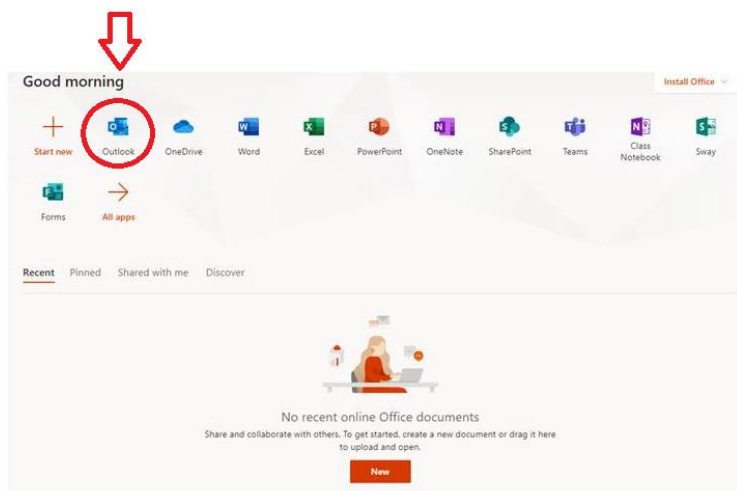 Good morning
Install Office
Start new
Outlook
OneDrive
Word
Excel
PowerPoint
OneNote
SharePoint
Teams
Class
Notebook
Sway
Forms
All apps
Recent Pinned Shared with me Discover
No recent online Office documents
Share and collaborate with others. To get started, create a new document or drag it here
to upload and open.
New